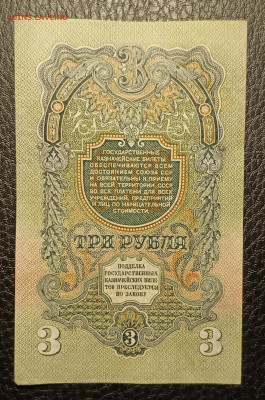 COINS.SU
3
ГОСУДАРСТВЕННЫЕ
КАЗНАЧЕЙСКИЕ БИЛЕТЫ
ОБЕСПЕЧИВАЮТСЯ ВСЕМ
ДОСТОЯНИЕМ СОЮЗА ССР
И ОБЯЗАТЕЛЬНЫ К ПРИЕМУ
НА ВСЕЙ ТЕРРИТОРИИ СССР
ВО ВСЕ ПЛАТЕЖИ ДЛЯ ВСЕХ
УЧРЕЖДЕНИЙ, ПРЕДПРИЯТИЙ
И ЛИЦ ПО НАРИЦАТЕЛЬНОЙ
СТОИМОСТИ.
ТРИ РУБЛЯ
ПОДДЕЛКА
ГОСУДАРСТВЕННЫХ
КАЗНАЧЕЙСКИХ БИЛЕ-
ТОВ ПРЕСЛЕДУЕТСЯ
ПО ЗАКОНУ
3 3 3